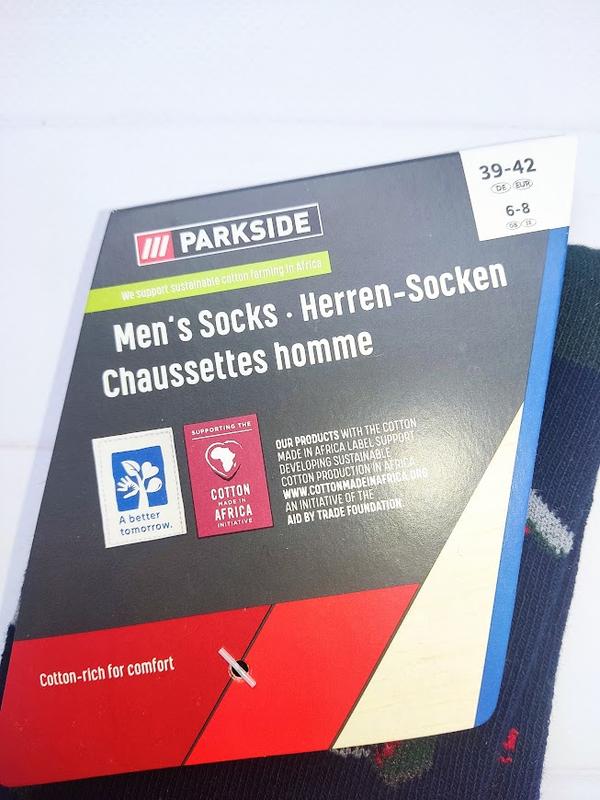 39-42
DE EUR
6-8
GB IE
PARKSIDE
We support sustainable cotton farming in Africa
Men's Socks · Herren-Socken
Chaussettes homme
A better
tomorrow.
SUPPORTING THE
COTTON
MADE IN
AFRICA
INITIATIVE
OUR PRODUCTS WITH THE COTTON
MADE IN AFRICA LABEL SUPPORT
DEVELOPING SUSTAINABLE
COTTON PRODUCTION IN AFRICA.
WWW.COTTONMADEINAFRICA.ORG
AN INITIATIVE OF THE
AID BY TRADE FOUNDATION.
Cotton-rich for comfort